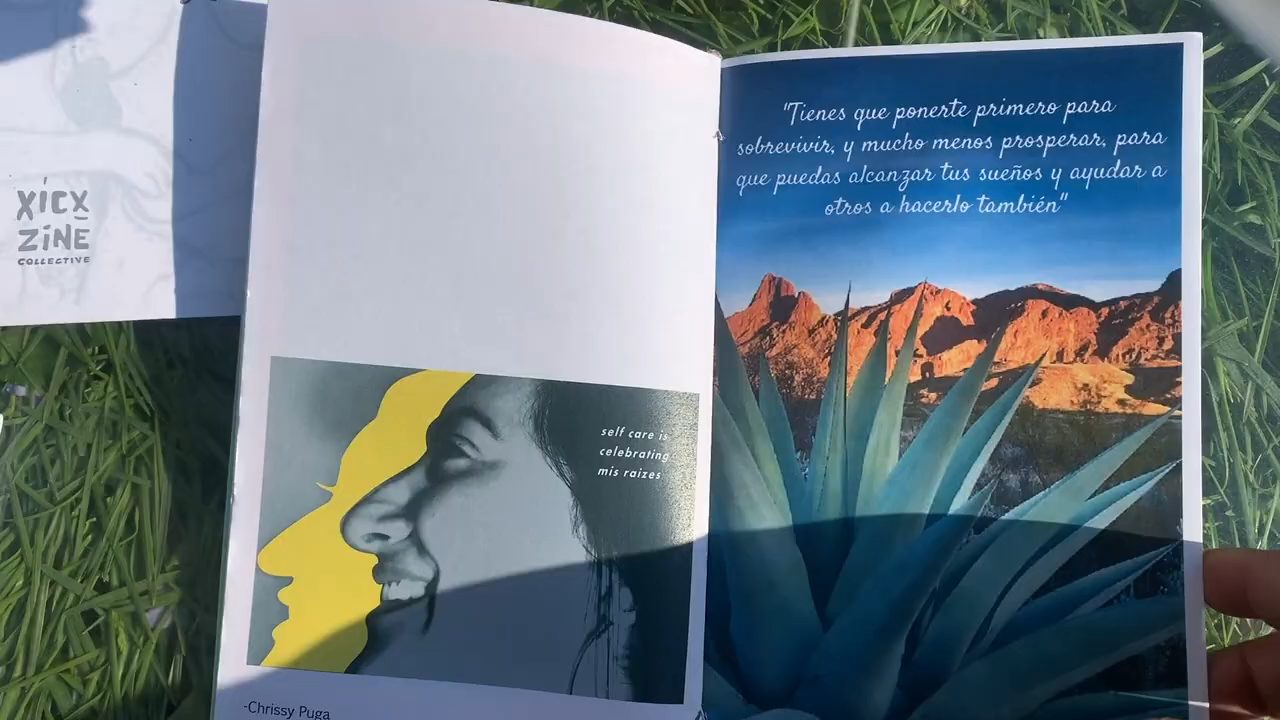 XÍCX
ZINE
COLLECTIVE
self care is
celebrating
mis raizes
-Chrissy Puga
"Tienes que ponerte primero para
sobrevivir, y mucho menos prosperar, para
que puedas alcanzar tus sueños y ayudar a
otros a hacerlo también"